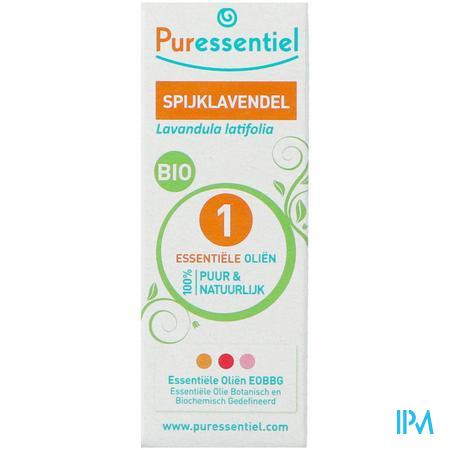 Puressentiel
SPIJKLAVENDEL
Lavandula latifolia
BIO
1
ESSENTIËLE OLIËN
100%
PUUR &
NATUURLIJK
Essentiële Oliën EOBBG
Essentiële Olie Botanisch en
Biochemisch Gedefineerd
www.puressentiel.com
IPM